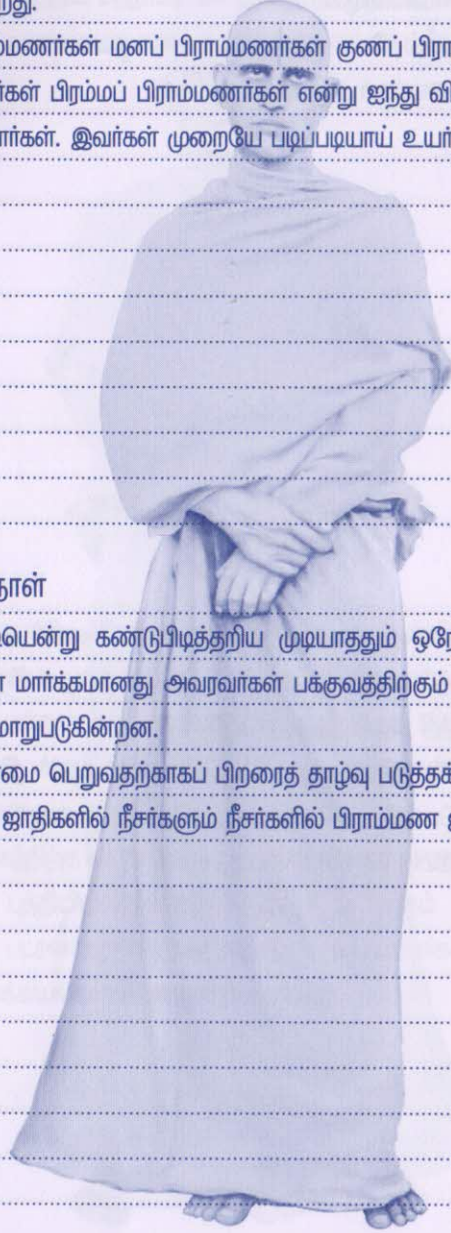 ம்மணர்கள் மனப் பிராம்மணர்கள் குணப் பிரா
ர்கள் பிரம்மப் பிராம்மணர்கள் என்று ஐந்து வி
ார்கள். இவர்கள் முறையே படிப்படியாய் உயர்
நாள்
யென்று கண்டுபிடித்தறிய முடியாததும் ஒரே
ா மார்க்கமானது அவரவர்கள் பக்குவத்திற்கும்
மாறுபடுகின்றன.
மை பெறுவதற்காகப் பிறரைத் தாழ்வு படுத்தக்
ஜாதிகளில் நீசர்களும் நீசர்களில் பிராம்மண